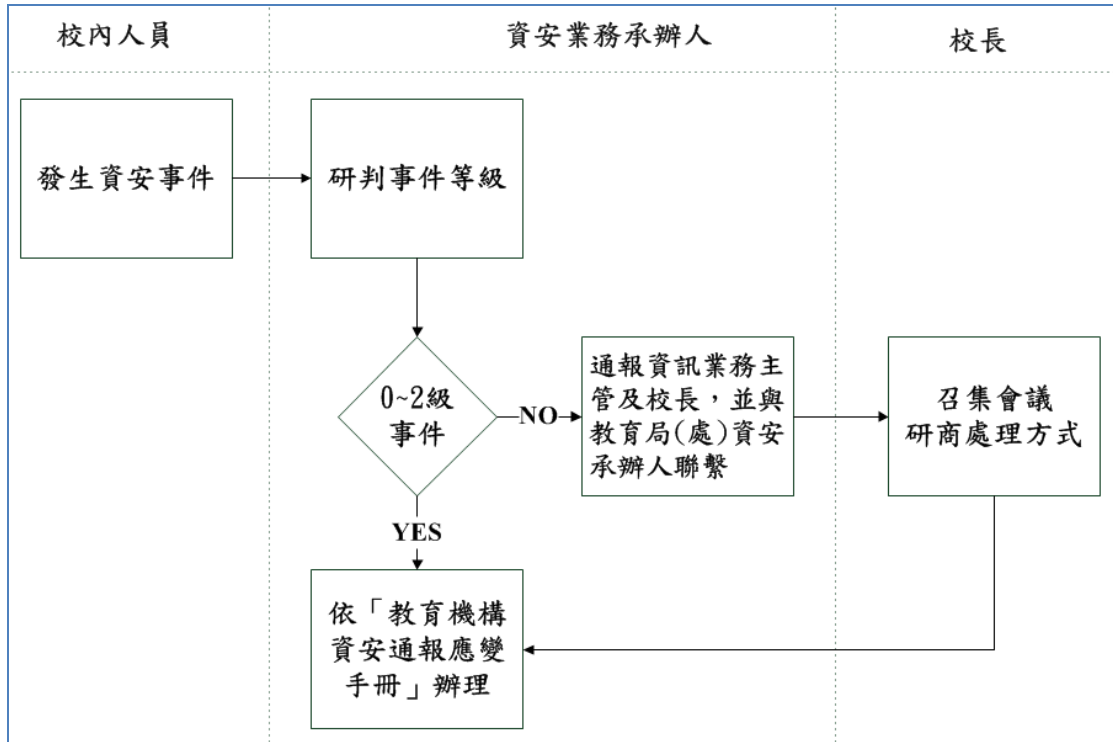 校內人員
資安業務承辦人
校長
發生資安事件
研判事件等級
0~2級
事件
NO
通報資訊業務主
管及校長，並與
教育局(處)資安
承辦人聯繫
召集會議
研商處理方式
YES
依「教育機構
資安通報應變
手冊」辦理